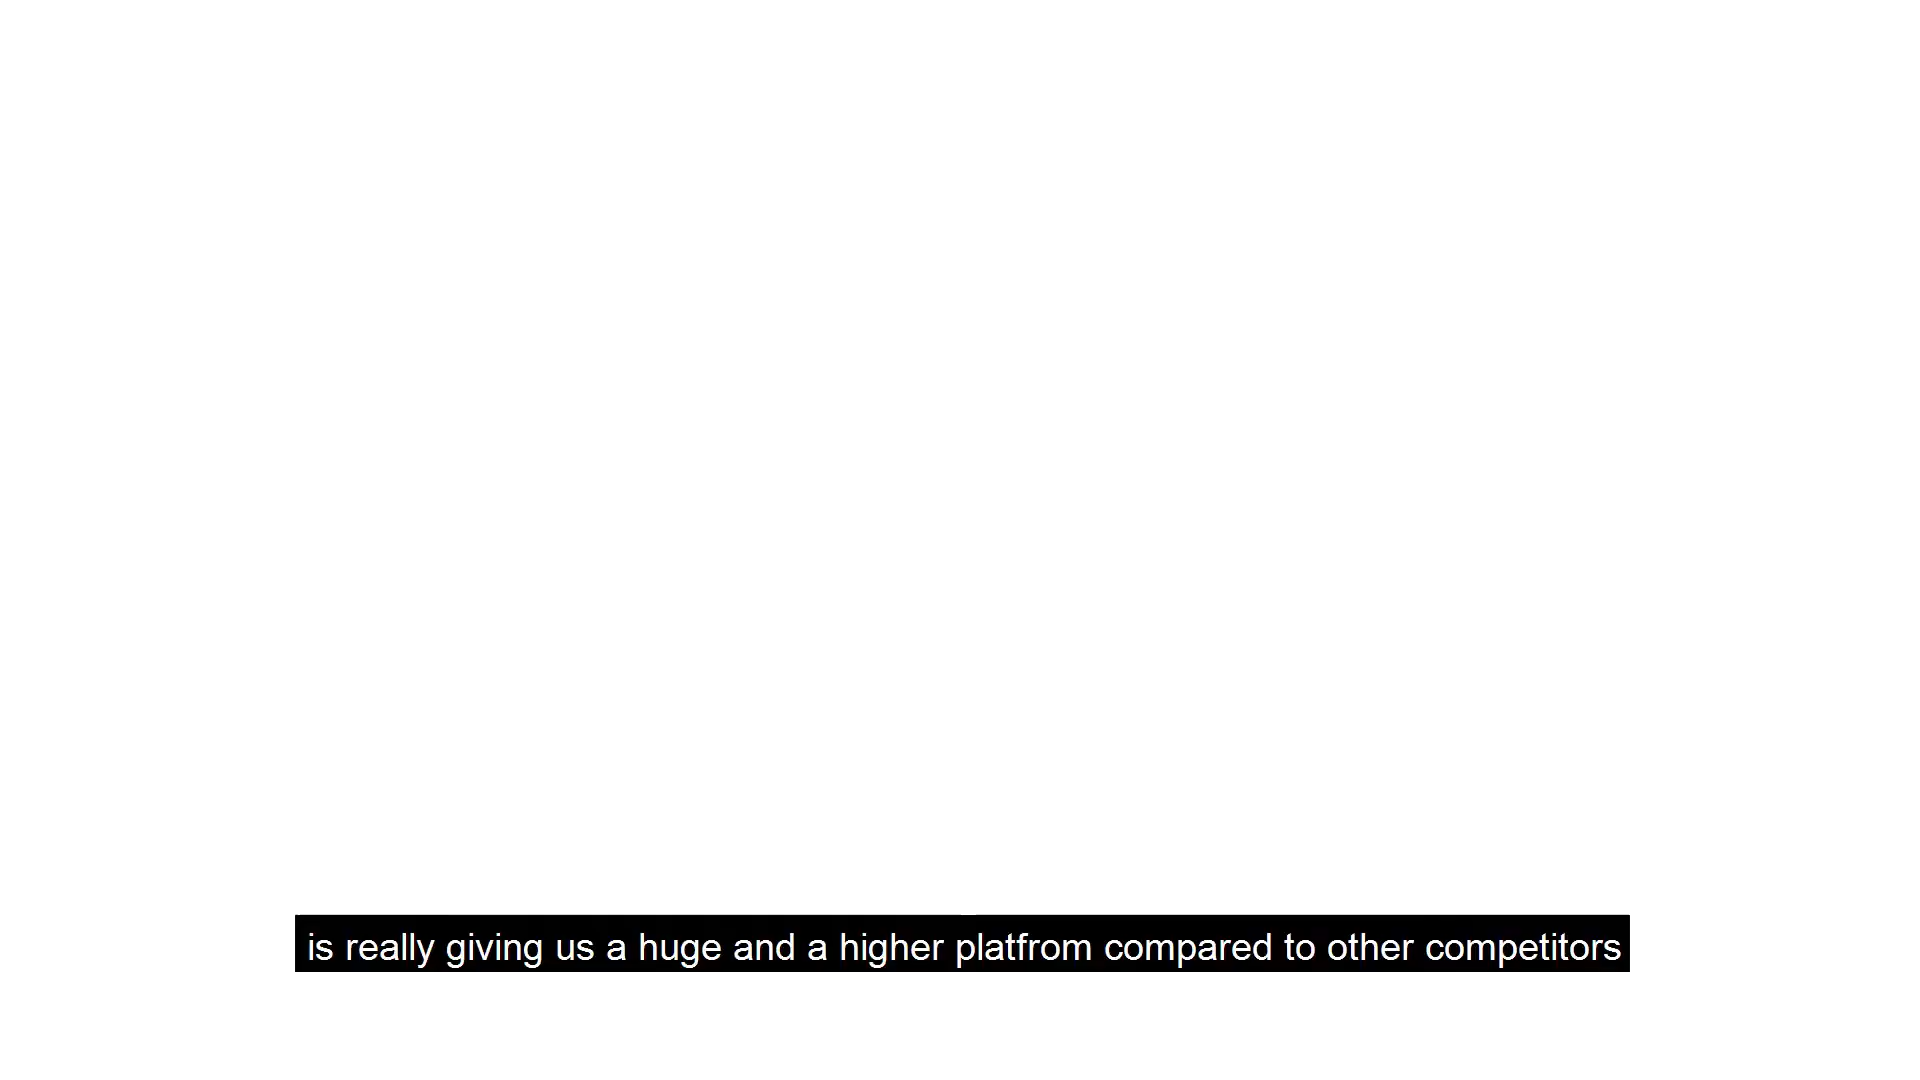 is really giving us a huge and a higher platfrom compared to other competitors